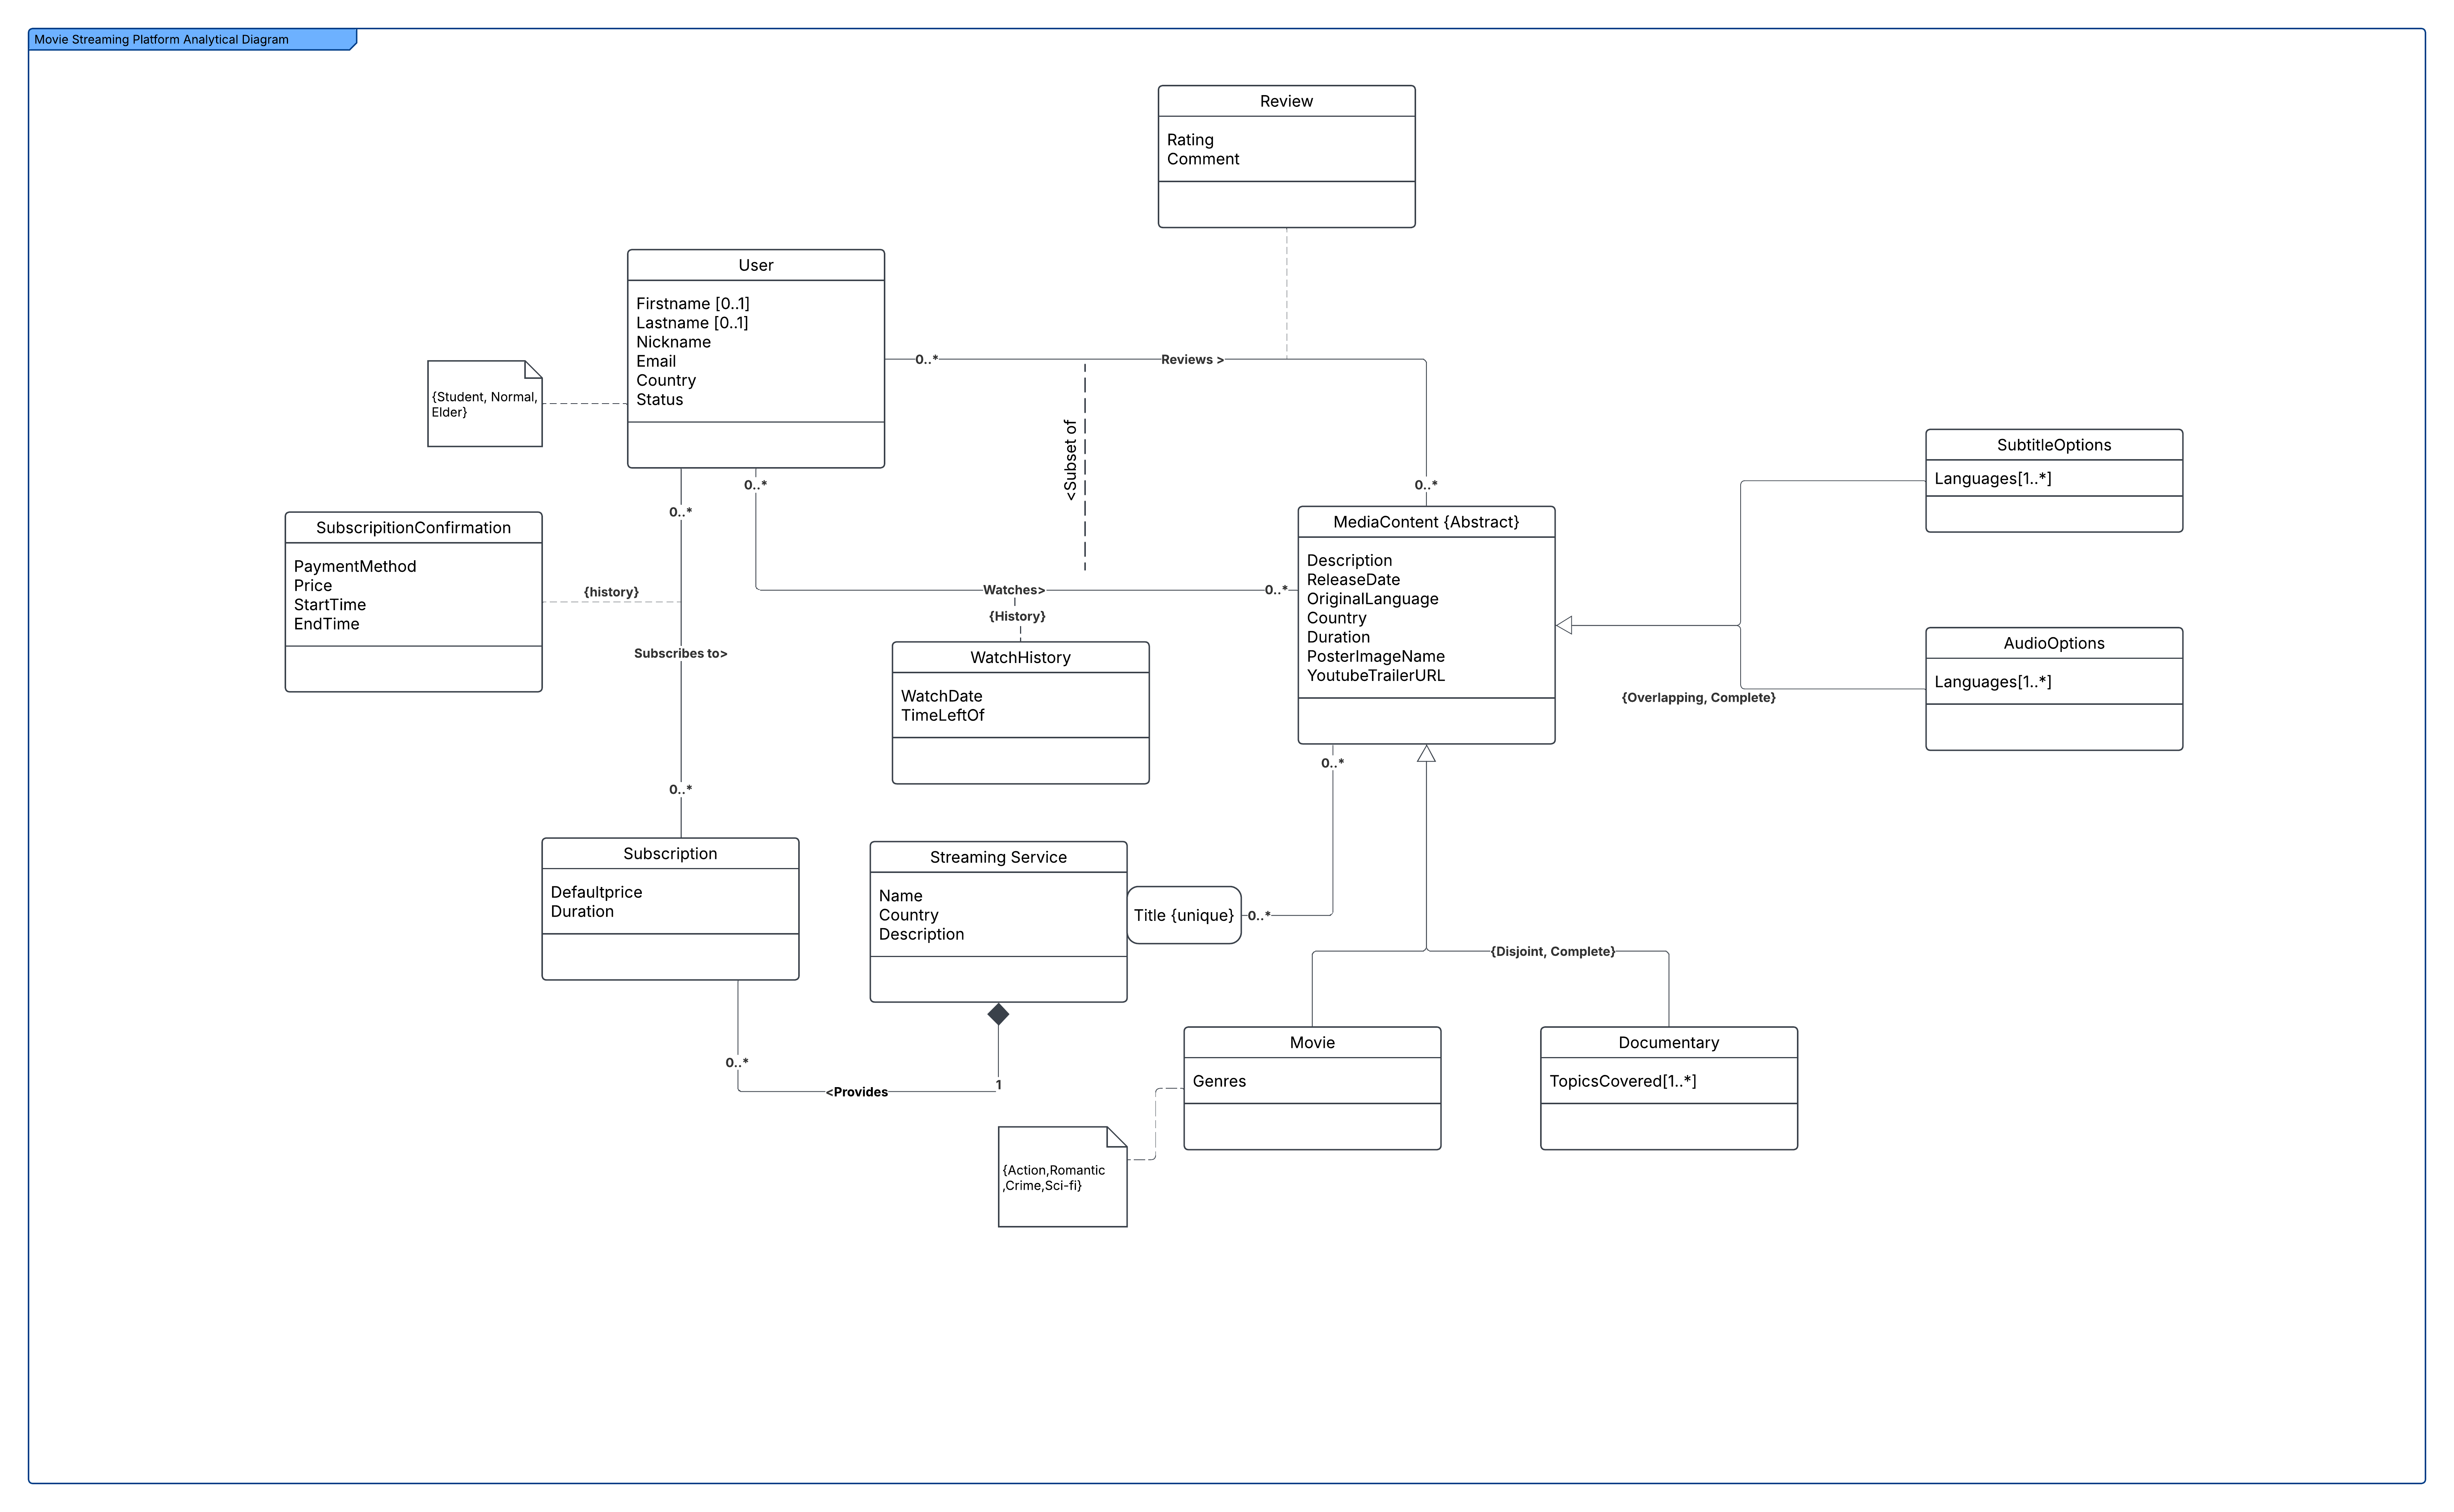 Movie Streaming Platform Analytical Diagram
Review
Rating
Comment
User
Firstname [0..1]
Lastname [0..1]
Nickname
Email
Country
Status
{Student, Normal,
Elder}
0..*
Reviews >
0..*
<Subset of
0..*
0..*
SubscripitionConfirmation
PaymentMethod
Price
StartTime
EndTime
{history}
Subscribes to>
0..*
Watches>
0..*
{History}
WatchHistory
WatchDate
TimeLeftOf
MediaContent {Abstract}
Description
ReleaseDate
OriginalLanguage
Country
Duration
PosterImageName
YoutubeTrailerURL
SubtitleOptions
Languages[1..*]
AudioOptions
Languages[1..*]
{Overlapping, Complete}
0..*
Subscription
Defaultprice
Duration
Streaming Service
Name
Country
Description
Title {unique}
0..*
{Disjoint, Complete}
0..*
<Provides
1
Movie
Genres
Documentary
TopicsCovered[1..*]
{Action,Romantic
,Crime,Sci-fi}